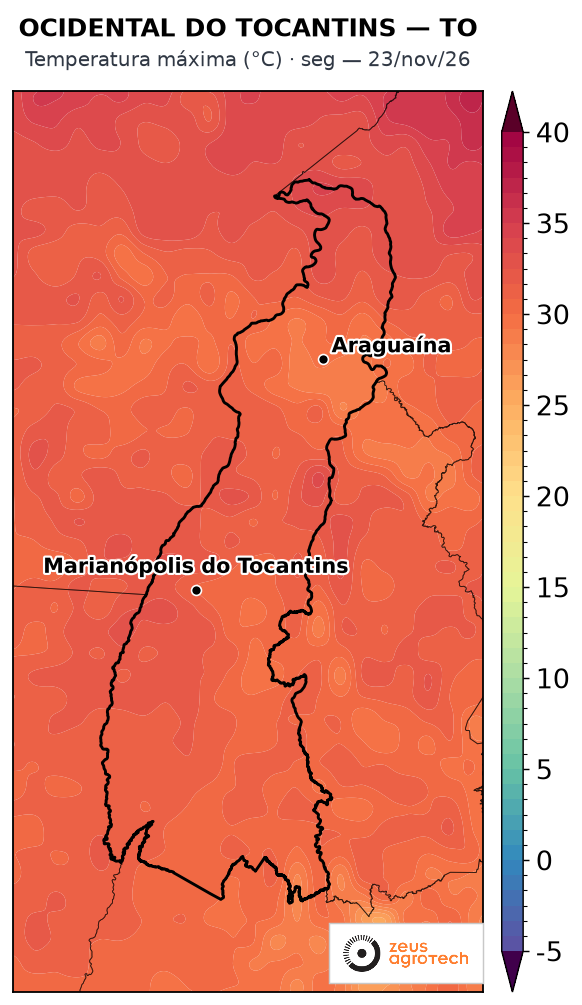 OCIDENTAL DO TOCANTINS — TO
Temperatura máxima (°C) · seg — 23/nov/26
40
35
30
25
20
15
10
5
0
-5
Araguaína
Marianópolis do Tocantins
zeus
agrotech